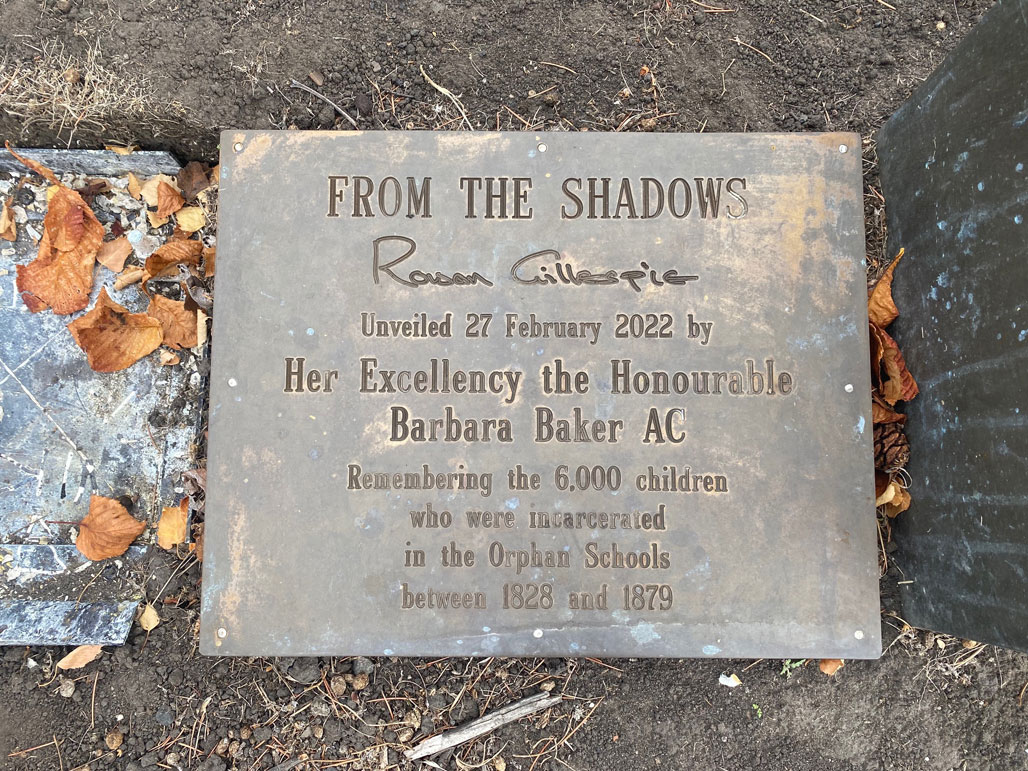 FROM THE SHADOWS
Rowan Gillespie
Unveiled 27 February 2022 by
Her Excellency the Honourable
Barbara Baker AC
Remembering the 6,000 children
who were incarcerated
in the Orphan Schools
between 1828 and 1879